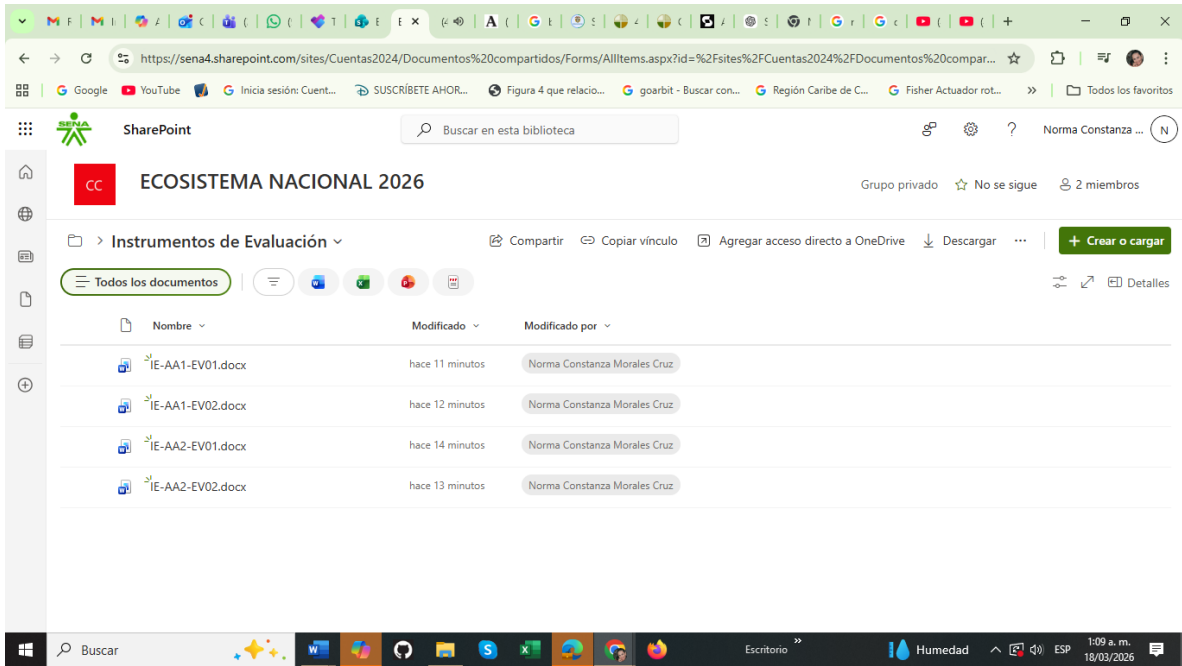 https://sena4.sharepoint.com/sites/Cuentas2024/Documentos%20compartidos/Forms/AllItems.aspx?id=%2Fsites%2FCuentas2024%2FDocumentos%20compar...
Google YouTube Inicia sesión: Cuent... SUSCRÍBETE AHOR... Figura 4 que relacio... goarbit - Buscar con... Región Caribe de C... Fisher Actuador rot... » Todos los favoritos
SENA SharePoint Buscar en esta biblioteca ? Norma Constanza ... N
CC ECOSISTEMA NACIONAL 2026 Grupo privado No se sigue 2 miembros
> Instrumentos de Evaluación Compartir Copiar vínculo Agregar acceso directo a OneDrive Descargar ... + Crear o cargar
Todos los documentos Detalles
Nombre Modificado Modificado por
IE-AA1-EV01.docx hace 11 minutos Norma Constanza Morales Cruz
IE-AA1-EV02.docx hace 12 minutos Norma Constanza Morales Cruz
IE-AA2-EV01.docx hace 14 minutos Norma Constanza Morales Cruz
IE-AA2-EV02.docx hace 13 minutos Norma Constanza Morales Cruz
Buscar Escritorio » Humedad ESP 1:09 a. m.
18/03/2026